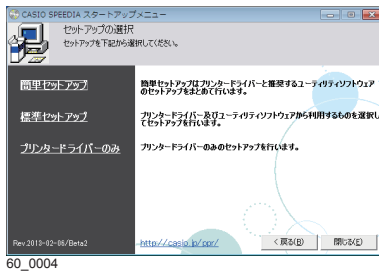 CASIO SPEEDIA スタートアップメニュー
セットアップの選択
セットアップを下記から選択してください。
簡単セットアップ
簡単セットアップはプリンタードライバーと推奨するユーティリティソフトウェア
のセットアップをまとめて行います。
標準セットアップ
プリンタードライバー及びユーティリティソフトウェアから利用するものを選択し
てセットアップを行います。
プリンタードライバーのみ
プリンタードライバーのみのセットアップを行います。
Rev.2013-02-06/Beta2
http://casio.jp/ppr/
< 戻る(B)
閉じる(E)
60_0004